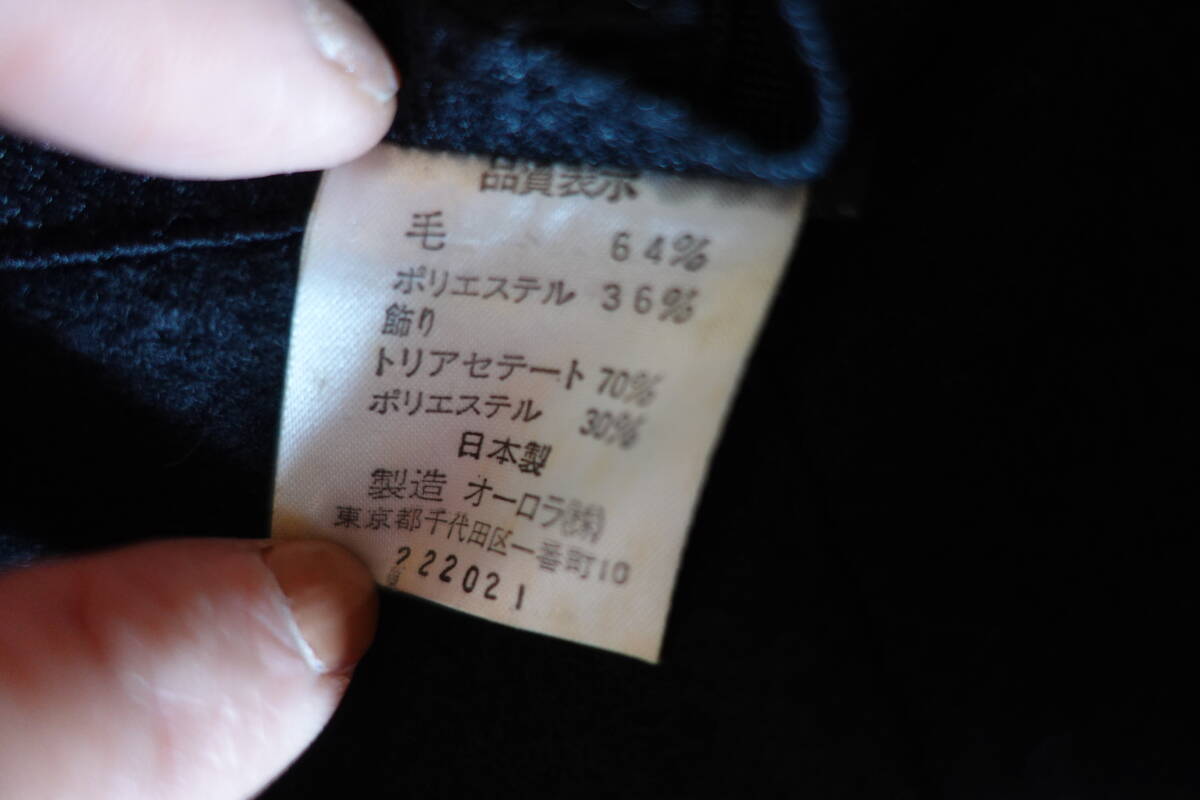 品質表示
毛 64%
ポリエステル 36%
飾り
トリアセテート 70%
ポリエステル 30%
日本製
製造 オーロラ(株)
東京都千代田区一番町10
222021